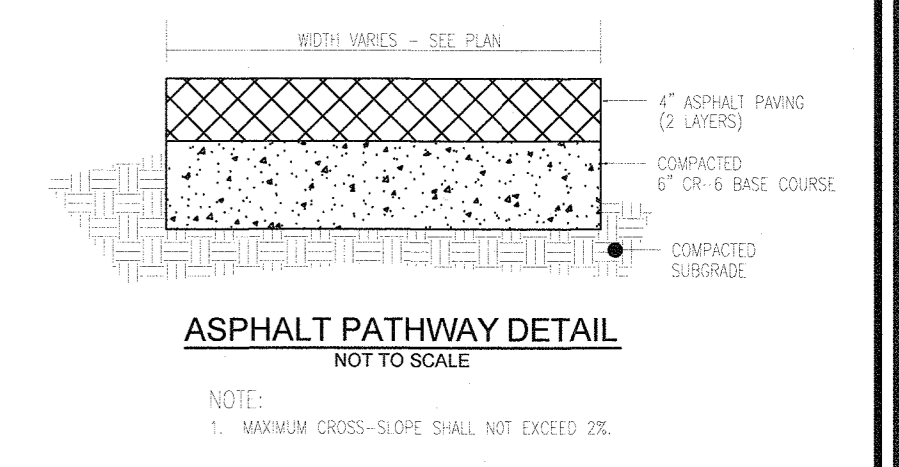 WIDTH VARIES - SEE PLAN
4" ASPHALT PAVING
(2 LAYERS)
COMPACTED
6" CR-6 BASE COURSE
COMPACTED
SUBGRADE
ASPHALT PATHWAY DETAIL
NOT TO SCALE
NOTE:
1. MAXIMUM CROSS-SLOPE SHALL NOT EXCEED 2%.